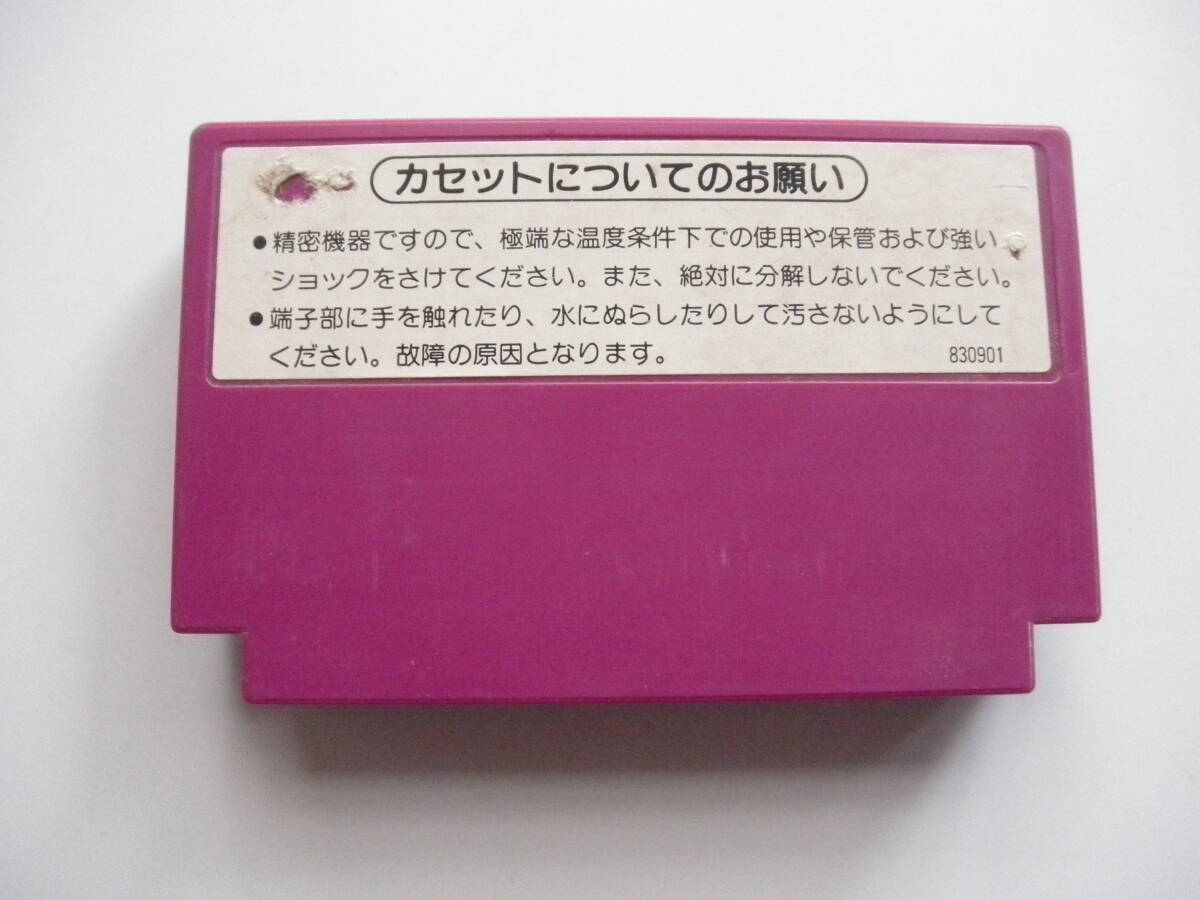 カセットについてのお願い
●精密機器ですので、極端な温度条件下での使用や保管および強い
ショックをさけてください。また、絶対に分解しないでください。
●端子部に手を触れたり、水にぬらしたりして汚さないようにして
ください。故障の原因となります。
830901